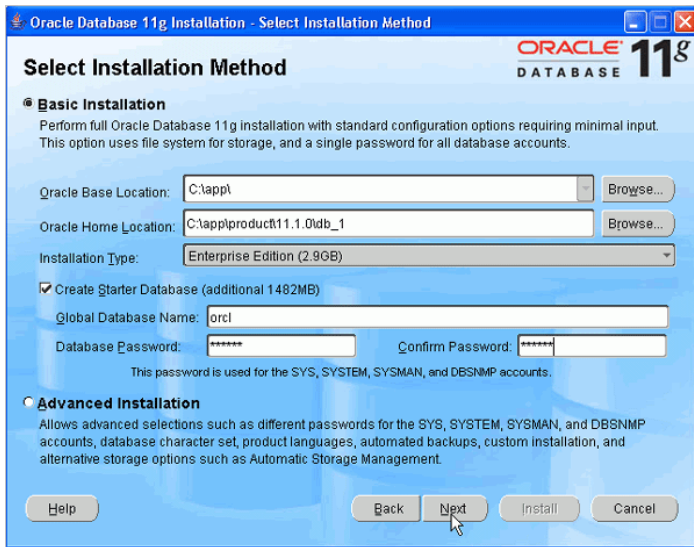 Oracle Database 11g Installation - Select Installation Method
Select Installation Method
ORACLE DATABASE 11g
Basic Installation
Perform full Oracle Database 11g installation with standard configuration options requiring minimal input.
This option uses file system for storage, and a single password for all database accounts.
Oracle Base Location: C:\app\ Browse...
Oracle Home Location: C:\app\product\11.1.0\db_1 Browse...
Installation Type: Enterprise Edition (2.9GB)
Create Starter Database (additional 1482MB)
Global Database Name: orcl
Database Password: ****** Confirm Password: ******
This password is used for the SYS, SYSTEM, SYSMAN, and DBSNMP accounts.
Advanced Installation
Allows advanced selections such as different passwords for the SYS, SYSTEM, SYSMAN, and DBSNMP
accounts, database character set, product languages, automated backups, custom installation, and
alternative storage options such as Automatic Storage Management.
Help Back Next Install Cancel